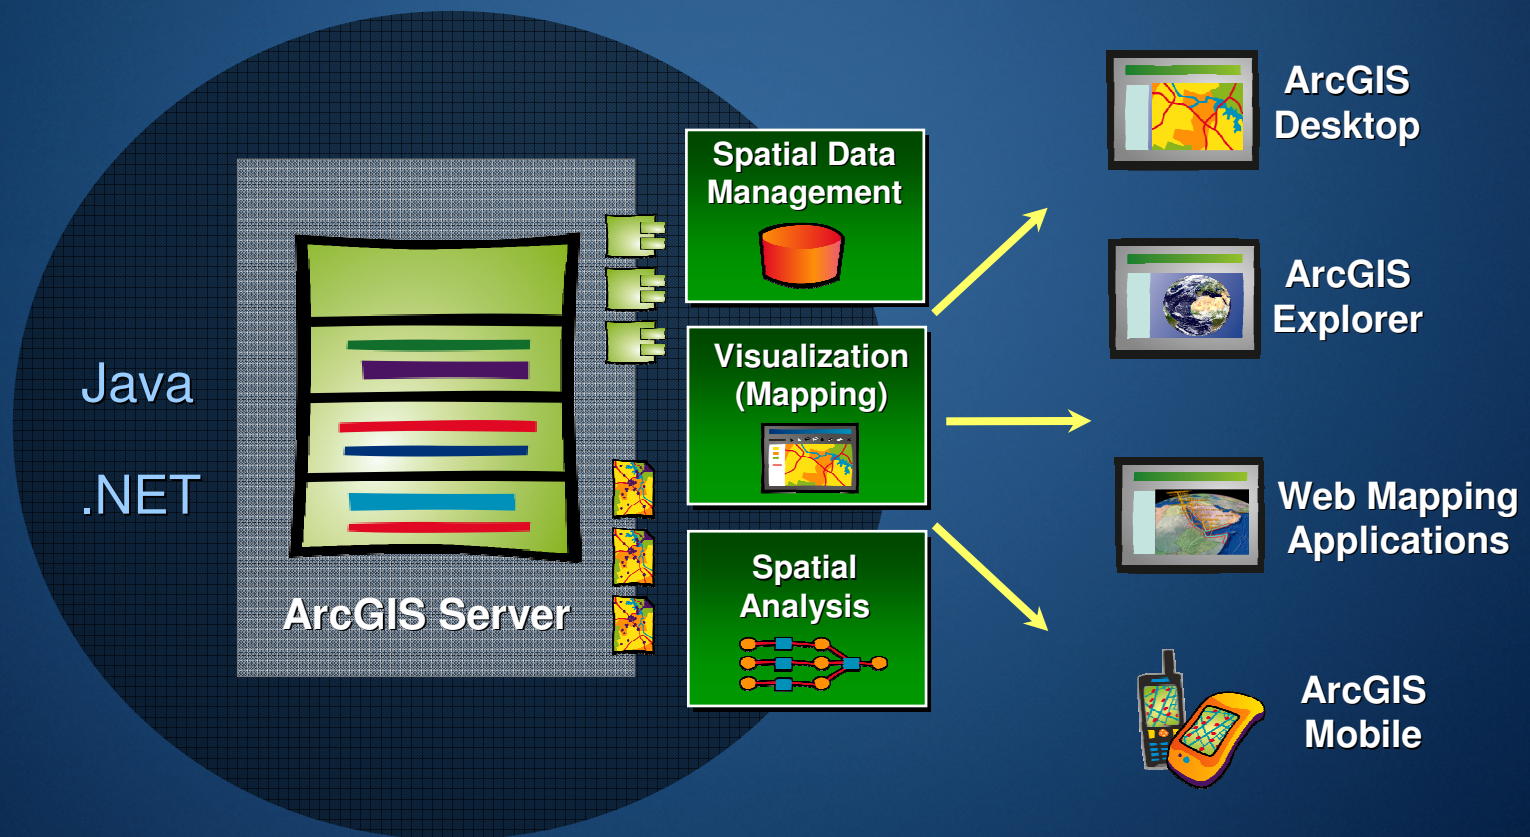 Java
.NET
ArcGIS Server
Spatial Data
Management
Visualization
(Mapping)
Spatial
Analysis
ArcGIS
Desktop
ArcGIS
Explorer
Web Mapping
Applications
ArcGIS
Mobile